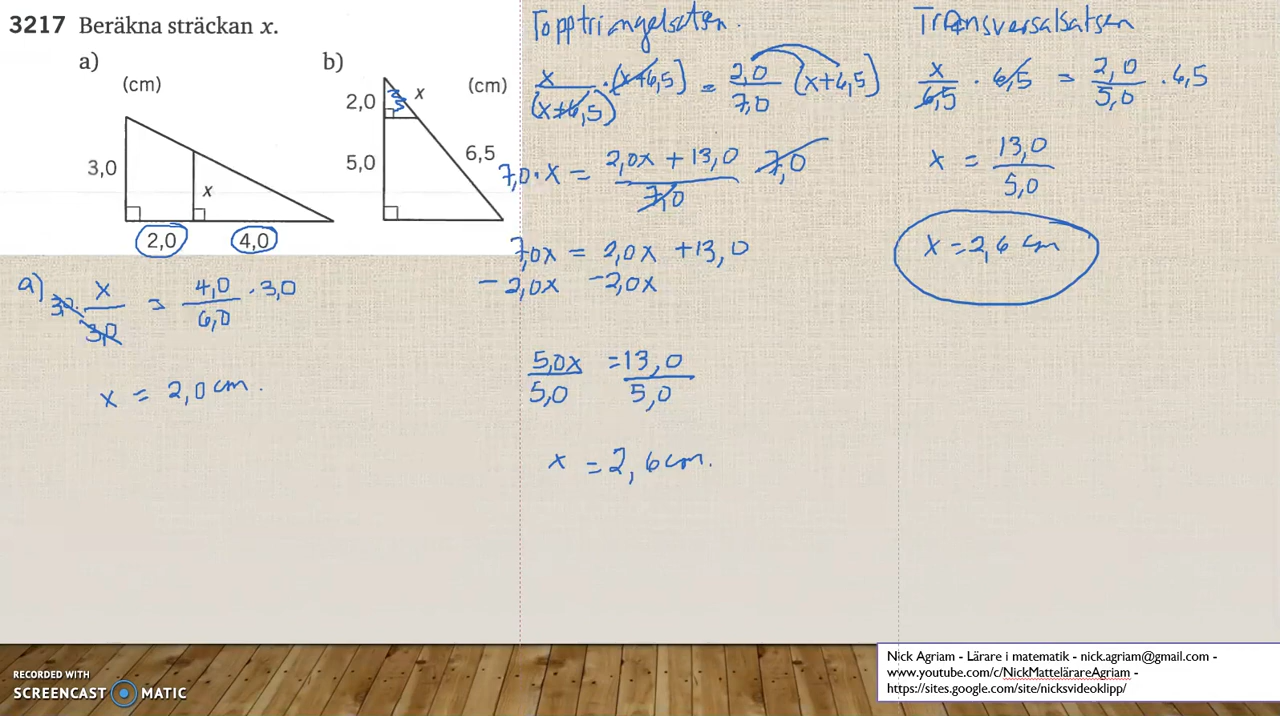 3217 Beräkna sträckan x.
a)
(cm)
3,0
x
2,0 4,0
b)
(cm)
2,0
x
5,0
6,5
a) 3,0 · x/3,0 = 4,0/6,0 · 3,0
x = 2,0 cm.
Topptriangelsatsen.
x/(x+6,5) · (x+6,5) = 2,0/7,0 (x+6,5)
7,0 · x = 2,0x + 13,0/7,0 7,0
7,0x = 2,0x + 13,0
- 2,0x - 2,0x
5,0x/5,0 = 13,0/5,0
x = 2,6 cm.
Transversalsatsen
x/6,5 · 6,5 = 2,0/5,0 · 6,5
x = 13,0/5,0
x = 2,6 cm
RECORDED WITH
SCREENCAST MATIC
Nick Agriam - Lärare i matematik - nick.agriam@gmail.com -
www.youtube.com/c/NickMattelärareAgriam -
https://sites.google.com/site/nicksvideoklipp/